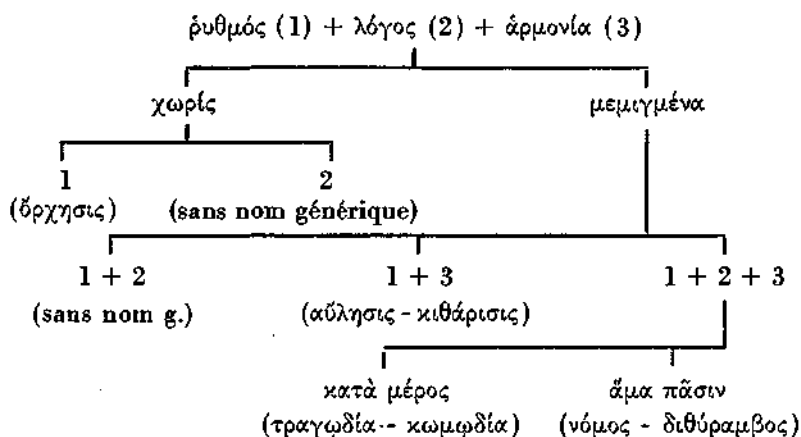 ῥυθμός (1) + λόγος (2) + ἁρμονία (3)
χωρίς μεμιγμένα
1 2
(ὄρχησις) (sans nom générique)
1 + 2 1 + 3 1 + 2 + 3
(sans nom g.) (αὔλησις - κιθάρισις)
κατὰ μέρος ἅμα πᾶσιν
(τραγῳδία - κωμῳδία) (νόμος - διθύραμβος)